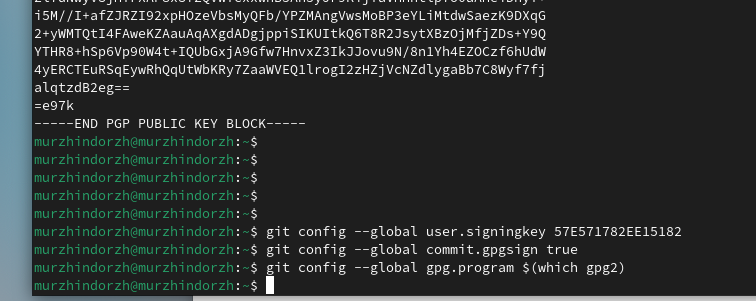 i5M//I+afZJRZI92xpHOzeVbsMyQFb/YPZMAngVwsMoBP3eYLiMtdwSaezK9DXqG
2+yWMTQtI4FAweKZAauAqAXgdADgjppiSIKUItkQ6T8R2JsytXBzOjMfjZDs+Y9Q
YTHR8+hSp6Vp90W4t+IQUbGxjA9Gfw7HnvxZ3IkJJovu9N/8n1Yh4EZOCzf6hUdW
4yERCTEuRSqEywRhQqUtWbKRy7ZaaWVEQ1lrogI2zHZjVcNZdlygaBb7C8Wyf7fj
alqtzdB2eg==
=e97k
-----END PGP PUBLIC KEY BLOCK-----
murzhindorzh@murzhindorzh:~$
murzhindorzh@murzhindorzh:~$
murzhindorzh@murzhindorzh:~$
murzhindorzh@murzhindorzh:~$
murzhindorzh@murzhindorzh:~$
murzhindorzh@murzhindorzh:~$ git config --global user.signingkey 57E571782EE15182
murzhindorzh@murzhindorzh:~$ git config --global commit.gpgsign true
murzhindorzh@murzhindorzh:~$ git config --global gpg.program $(which gpg2)
murzhindorzh@murzhindorzh:~$